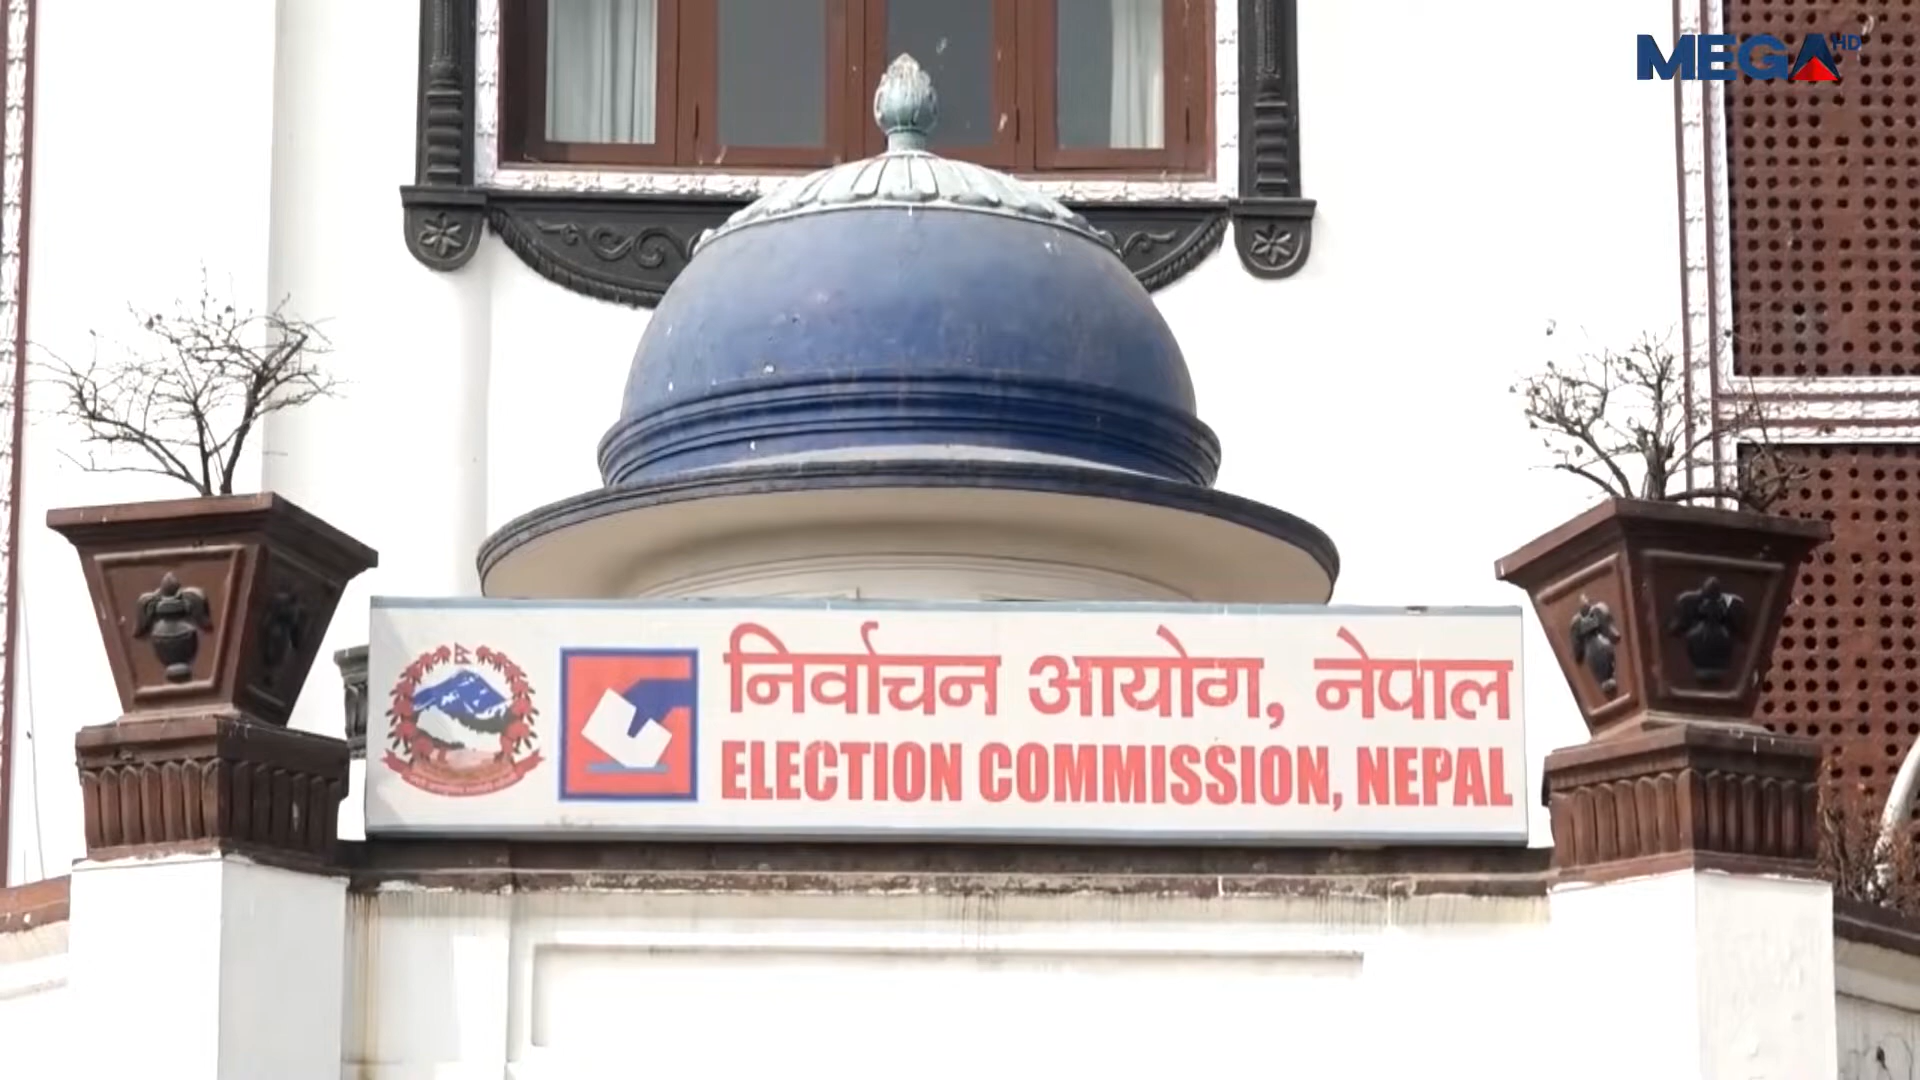 MEGA HD
निर्वाचन आयोग, नेपाल
ELECTION COMMISSION, NEPAL